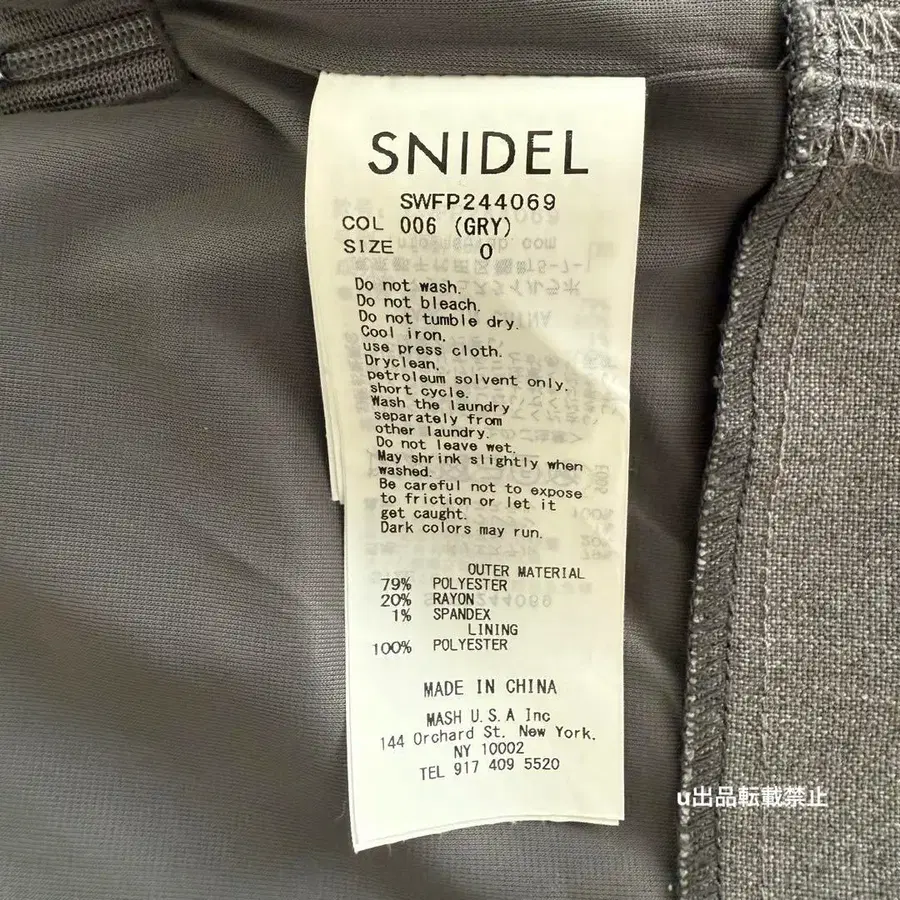 SNIDEL
SWFP244069
COL 006 (GRY)
SIZE 0
Do not wash.
Do not bleach.
Do not tumble dry.
Cool iron,
use press cloth.
Dryclean,
petroleum solvent only.
short cycle.
Wash the laundry
separately from
other laundry.
Do not leave wet.
May shrink slightly when
washed.
Be careful not to expose
to friction or let it
get caught.
Dark colors may run.
OUTER MATERIAL
79% POLYESTER
20% RAYON
1% SPANDEX
LINING
100% POLYESTER
MADE IN CHINA
MASH U.S.A Inc
144 Orchard St. New York.
NY 10002
TEL 917 409 5520
u出品転載禁止